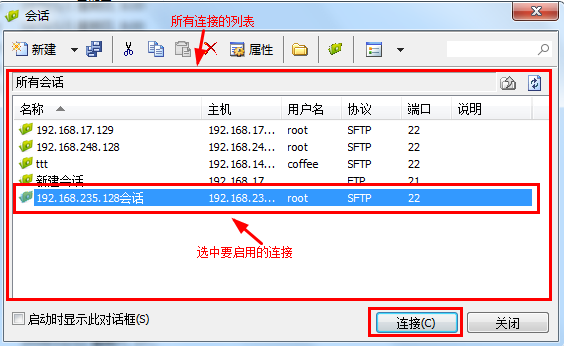 会话
所有连接的列表
新建 属性
所有会话
名称 主机 用户名 协议 端口 说明
192.168.17.129 192.168.17... root SFTP 22
192.168.248.128 192.168.24... root SFTP 22
ttt 192.168.14... coffee SFTP 22
新建会话 192.168.17... FTP 21
192.168.235.128会话 192.168.23... root SFTP 22
选中要启用的连接
启动时显示此对话框(S) 连接(C) 关闭